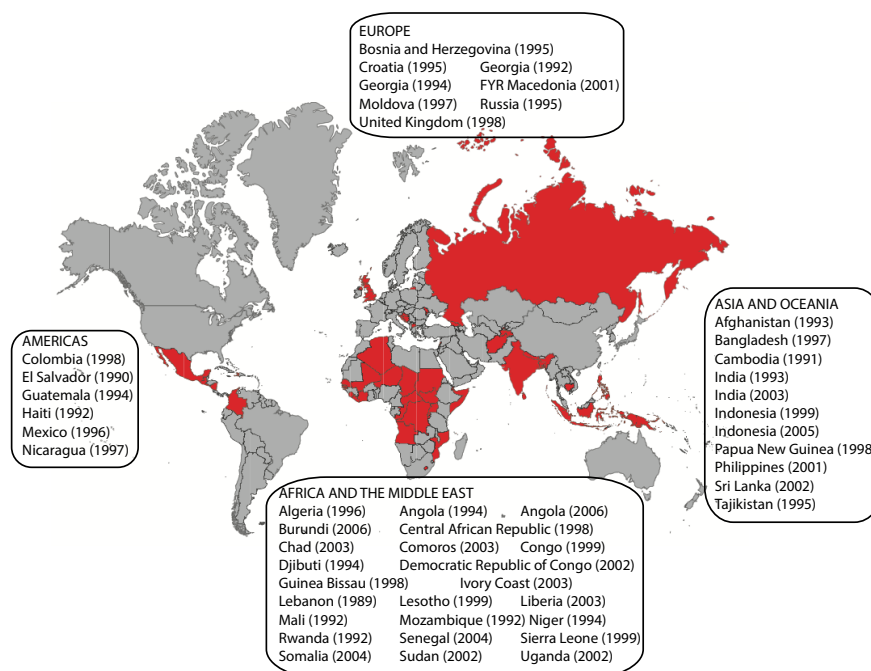 EUROPE
Bosnia and Herzegovina (1995)
Croatia (1995) Georgia (1992)
Georgia (1994) FYR Macedonia (2001)
Moldova (1997) Russia (1995)
United Kingdom (1998)
AMERICAS
Colombia (1998)
El Salvador (1990)
Guatemala (1994)
Haiti (1992)
Mexico (1996)
Nicaragua (1997)
ASIA AND OCEANIA
Afghanistan (1993)
Bangladesh (1997)
Cambodia (1991)
India (1993)
India (2003)
Indonesia (1999)
Indonesia (2005)
Papua New Guinea (1998)
Philippines (2001)
Sri Lanka (2002)
Tajikistan (1995)
AFRICA AND THE MIDDLE EAST
Algeria (1996) Angola (1994) Angola (2006)
Burundi (2006) Central African Republic (1998)
Chad (2003) Comoros (2003) Congo (1999)
Djibuti (1994) Democratic Republic of Congo (2002)
Guinea Bissau (1998) Ivory Coast (2003)
Lebanon (1989) Lesotho (1999) Liberia (2003)
Mali (1992) Mozambique (1992) Niger (1994)
Rwanda (1992) Senegal (2004) Sierra Leone (1999)
Somalia (2004) Sudan (2002) Uganda (2002)